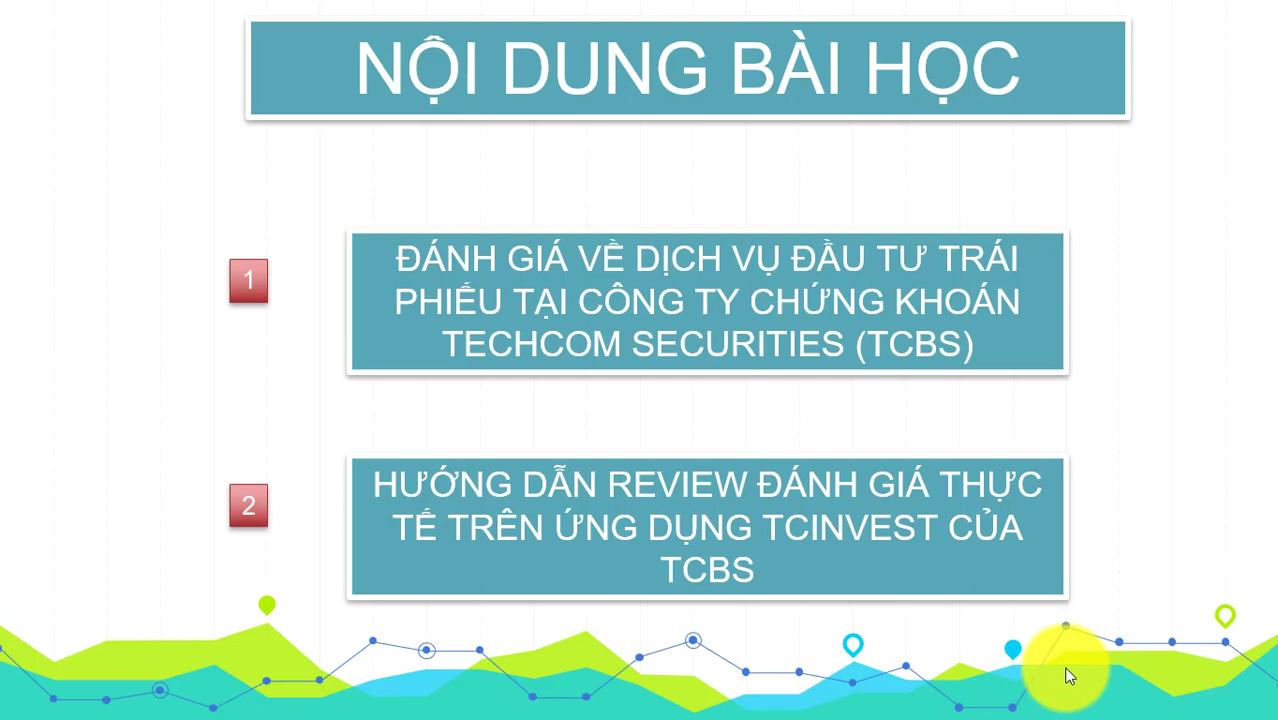 NỘI DUNG BÀI HỌC
1
ĐÁNH GIÁ VỀ DỊCH VỤ ĐẦU TƯ TRÁI
PHIẾU TẠI CÔNG TY CHỨNG KHOÁN
TECHCOM SECURITIES (TCBS)
2
HƯỚNG DẪN REVIEW ĐÁNH GIÁ THỰC
TẾ TRÊN ỨNG DỤNG TCINVEST CỦA
TCBS